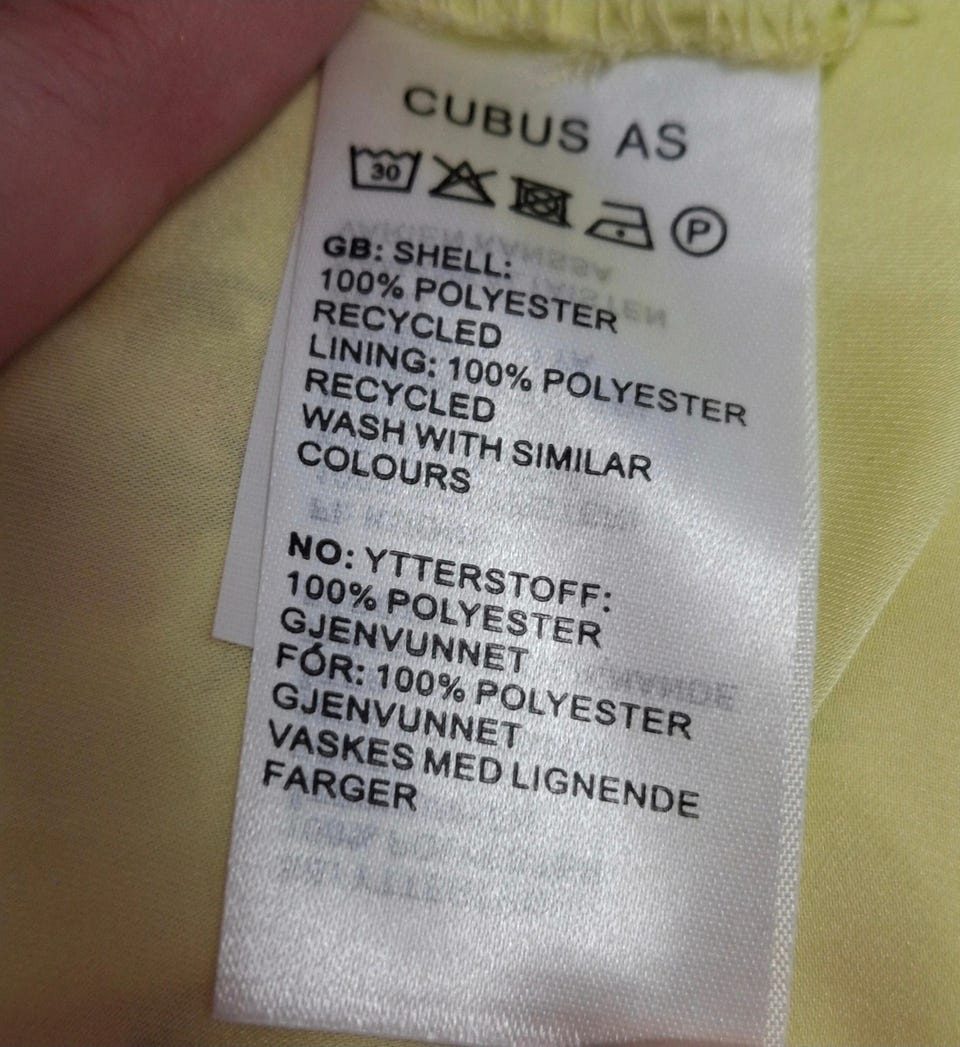 CUBUS AS
30 P
GB: SHELL:
100% POLYESTER
RECYCLED
LINING: 100% POLYESTER
RECYCLED
WASH WITH SIMILAR
COLOURS
NO: YTTERSTOFF:
100% POLYESTER
GJENVUNNET
FÓR: 100% POLYESTER
GJENVUNNET
VASKES MED LIGNENDE
FARGER